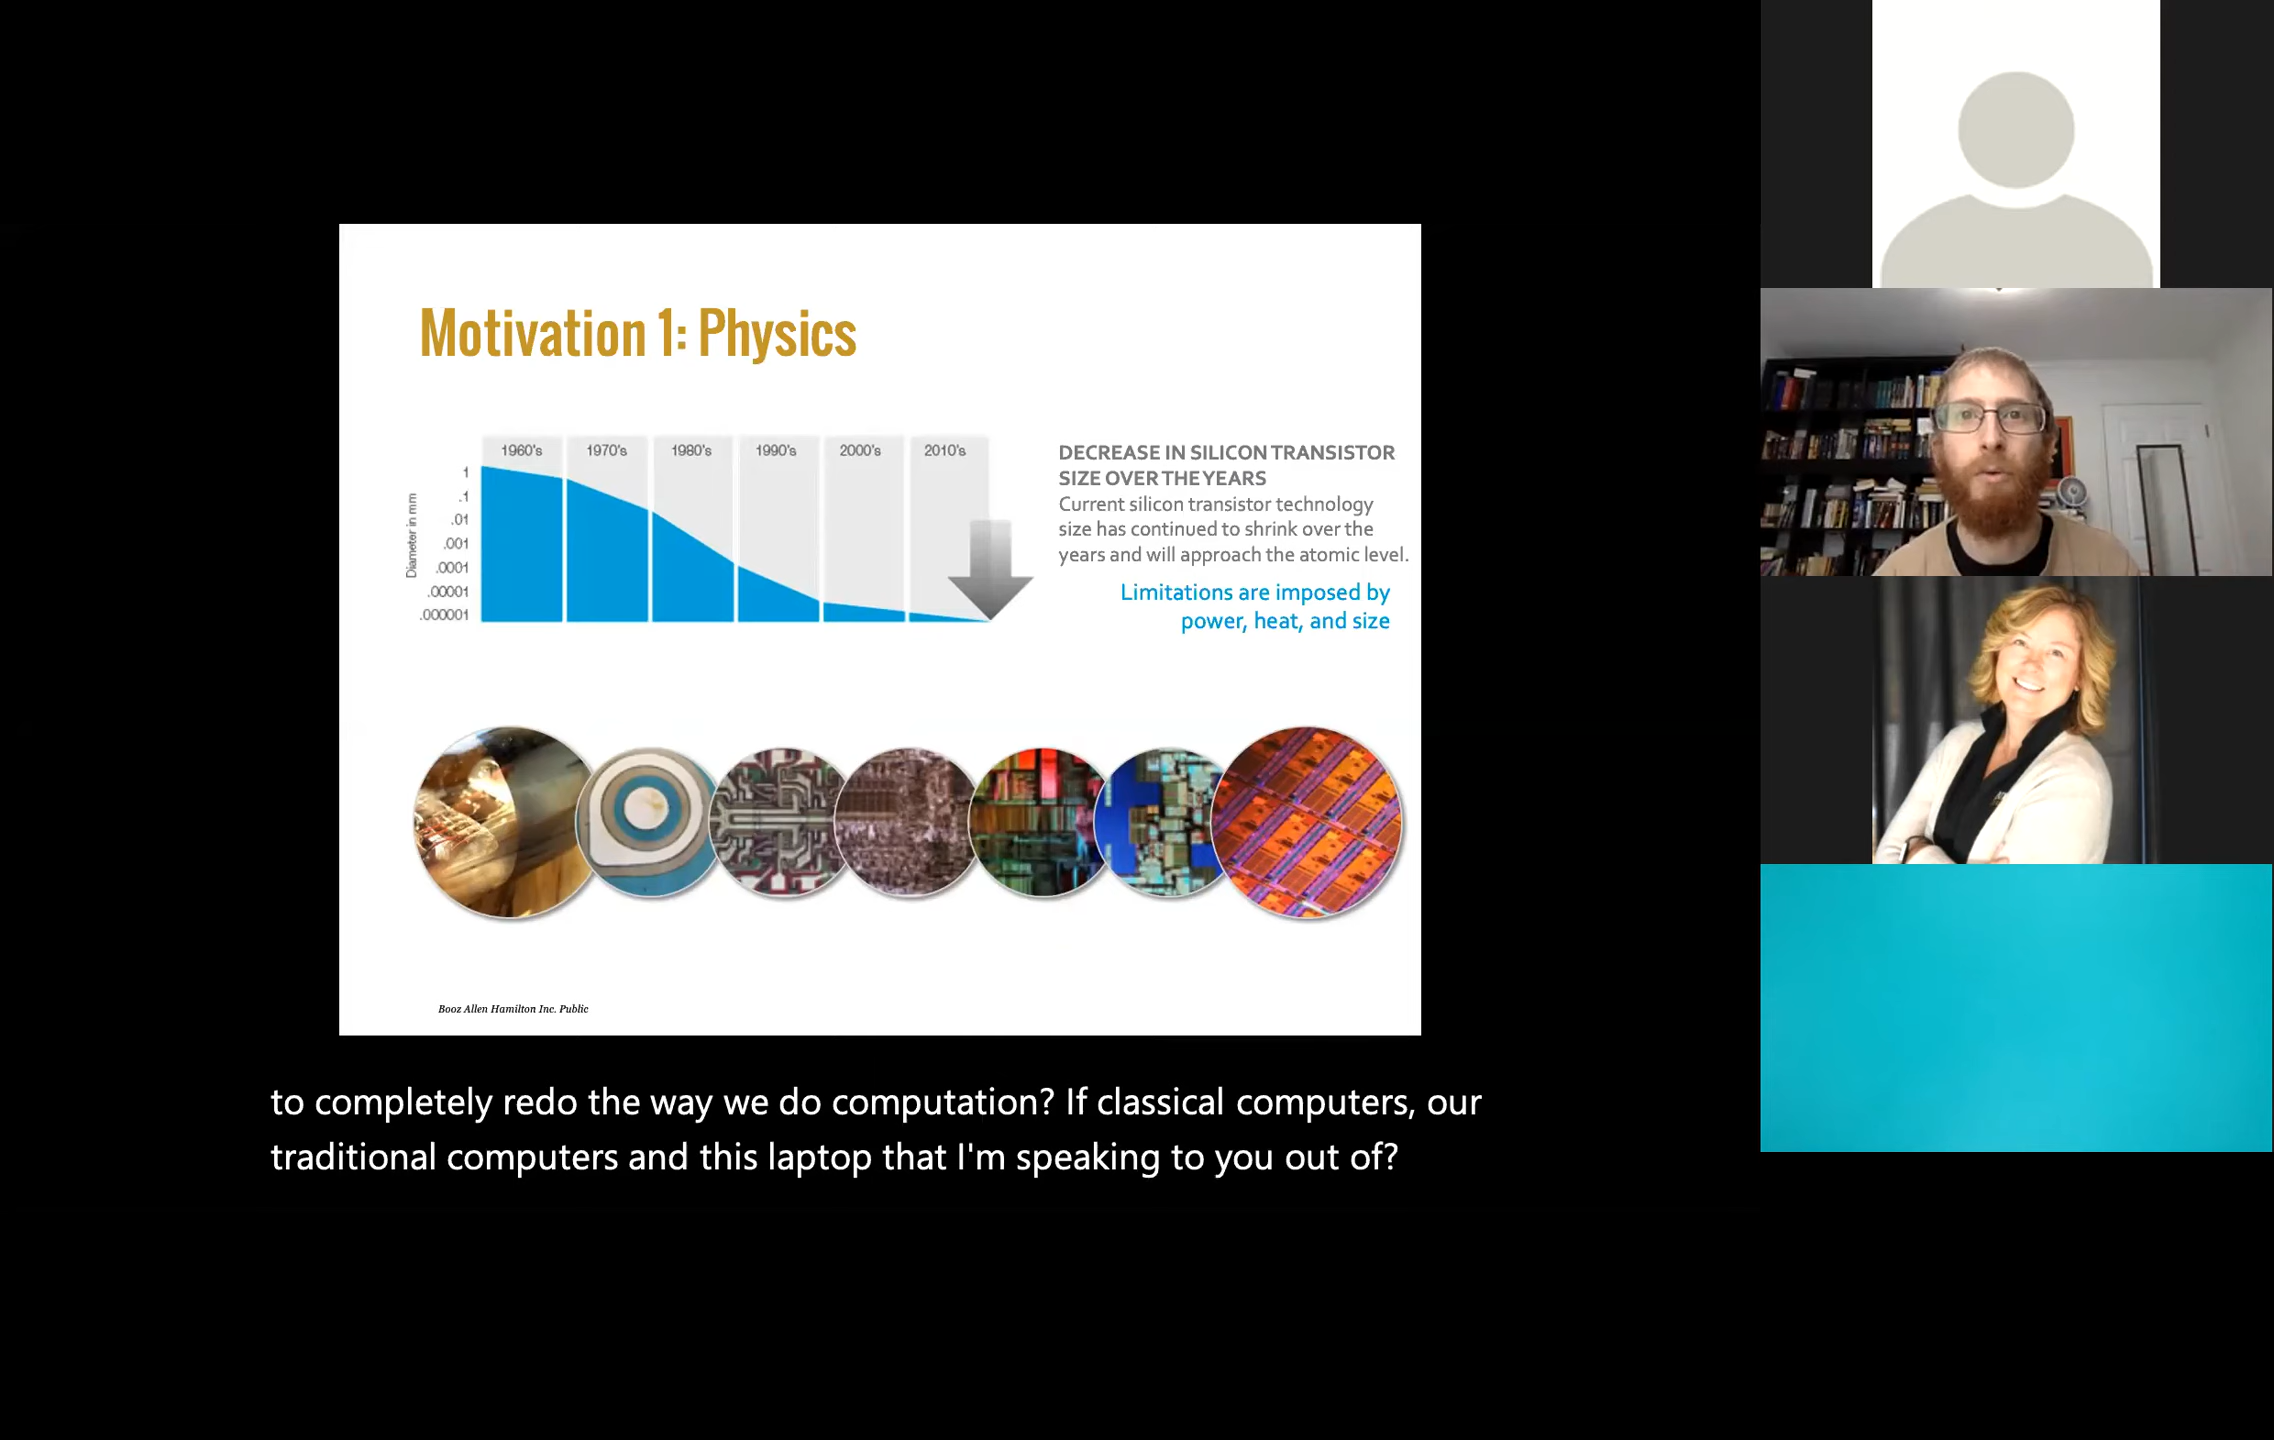 Motivation 1: Physics
1960's 1970's 1980's 1990's 2000's 2010's
Diameter in mm
1
.1
.01
.001
.0001
.00001
.000001
DECREASE IN SILICON TRANSISTOR
SIZE OVER THE YEARS
Current silicon transistor technology
size has continued to shrink over the
years and will approach the atomic level.
Limitations are imposed by
power, heat, and size
Booz Allen Hamilton Inc. Public
to completely redo the way we do computation? If classical computers, our
traditional computers and this laptop that I'm speaking to you out of?